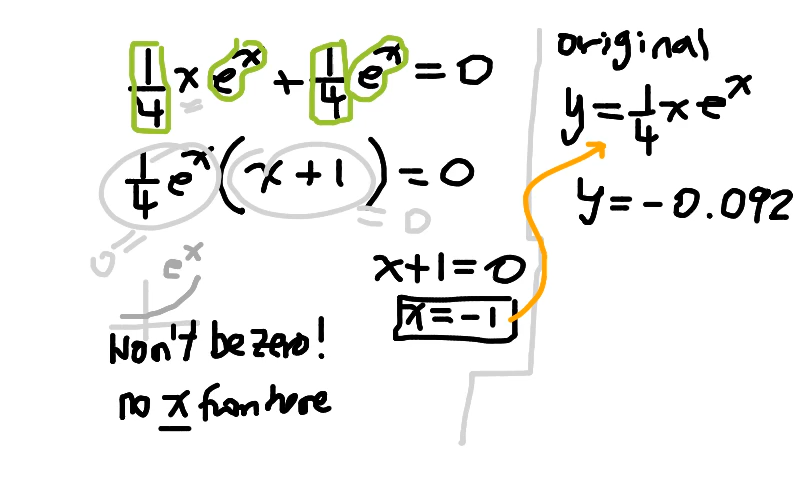 1/4 x e^x + 1/4 e^x = 0
1/4 e^x (x + 1) = 0
0 =
= 0
e^x
Won't be zero!
no x from here
x + 1 = 0
x = -1
original
y = 1/4 x e^x
y = -0.092